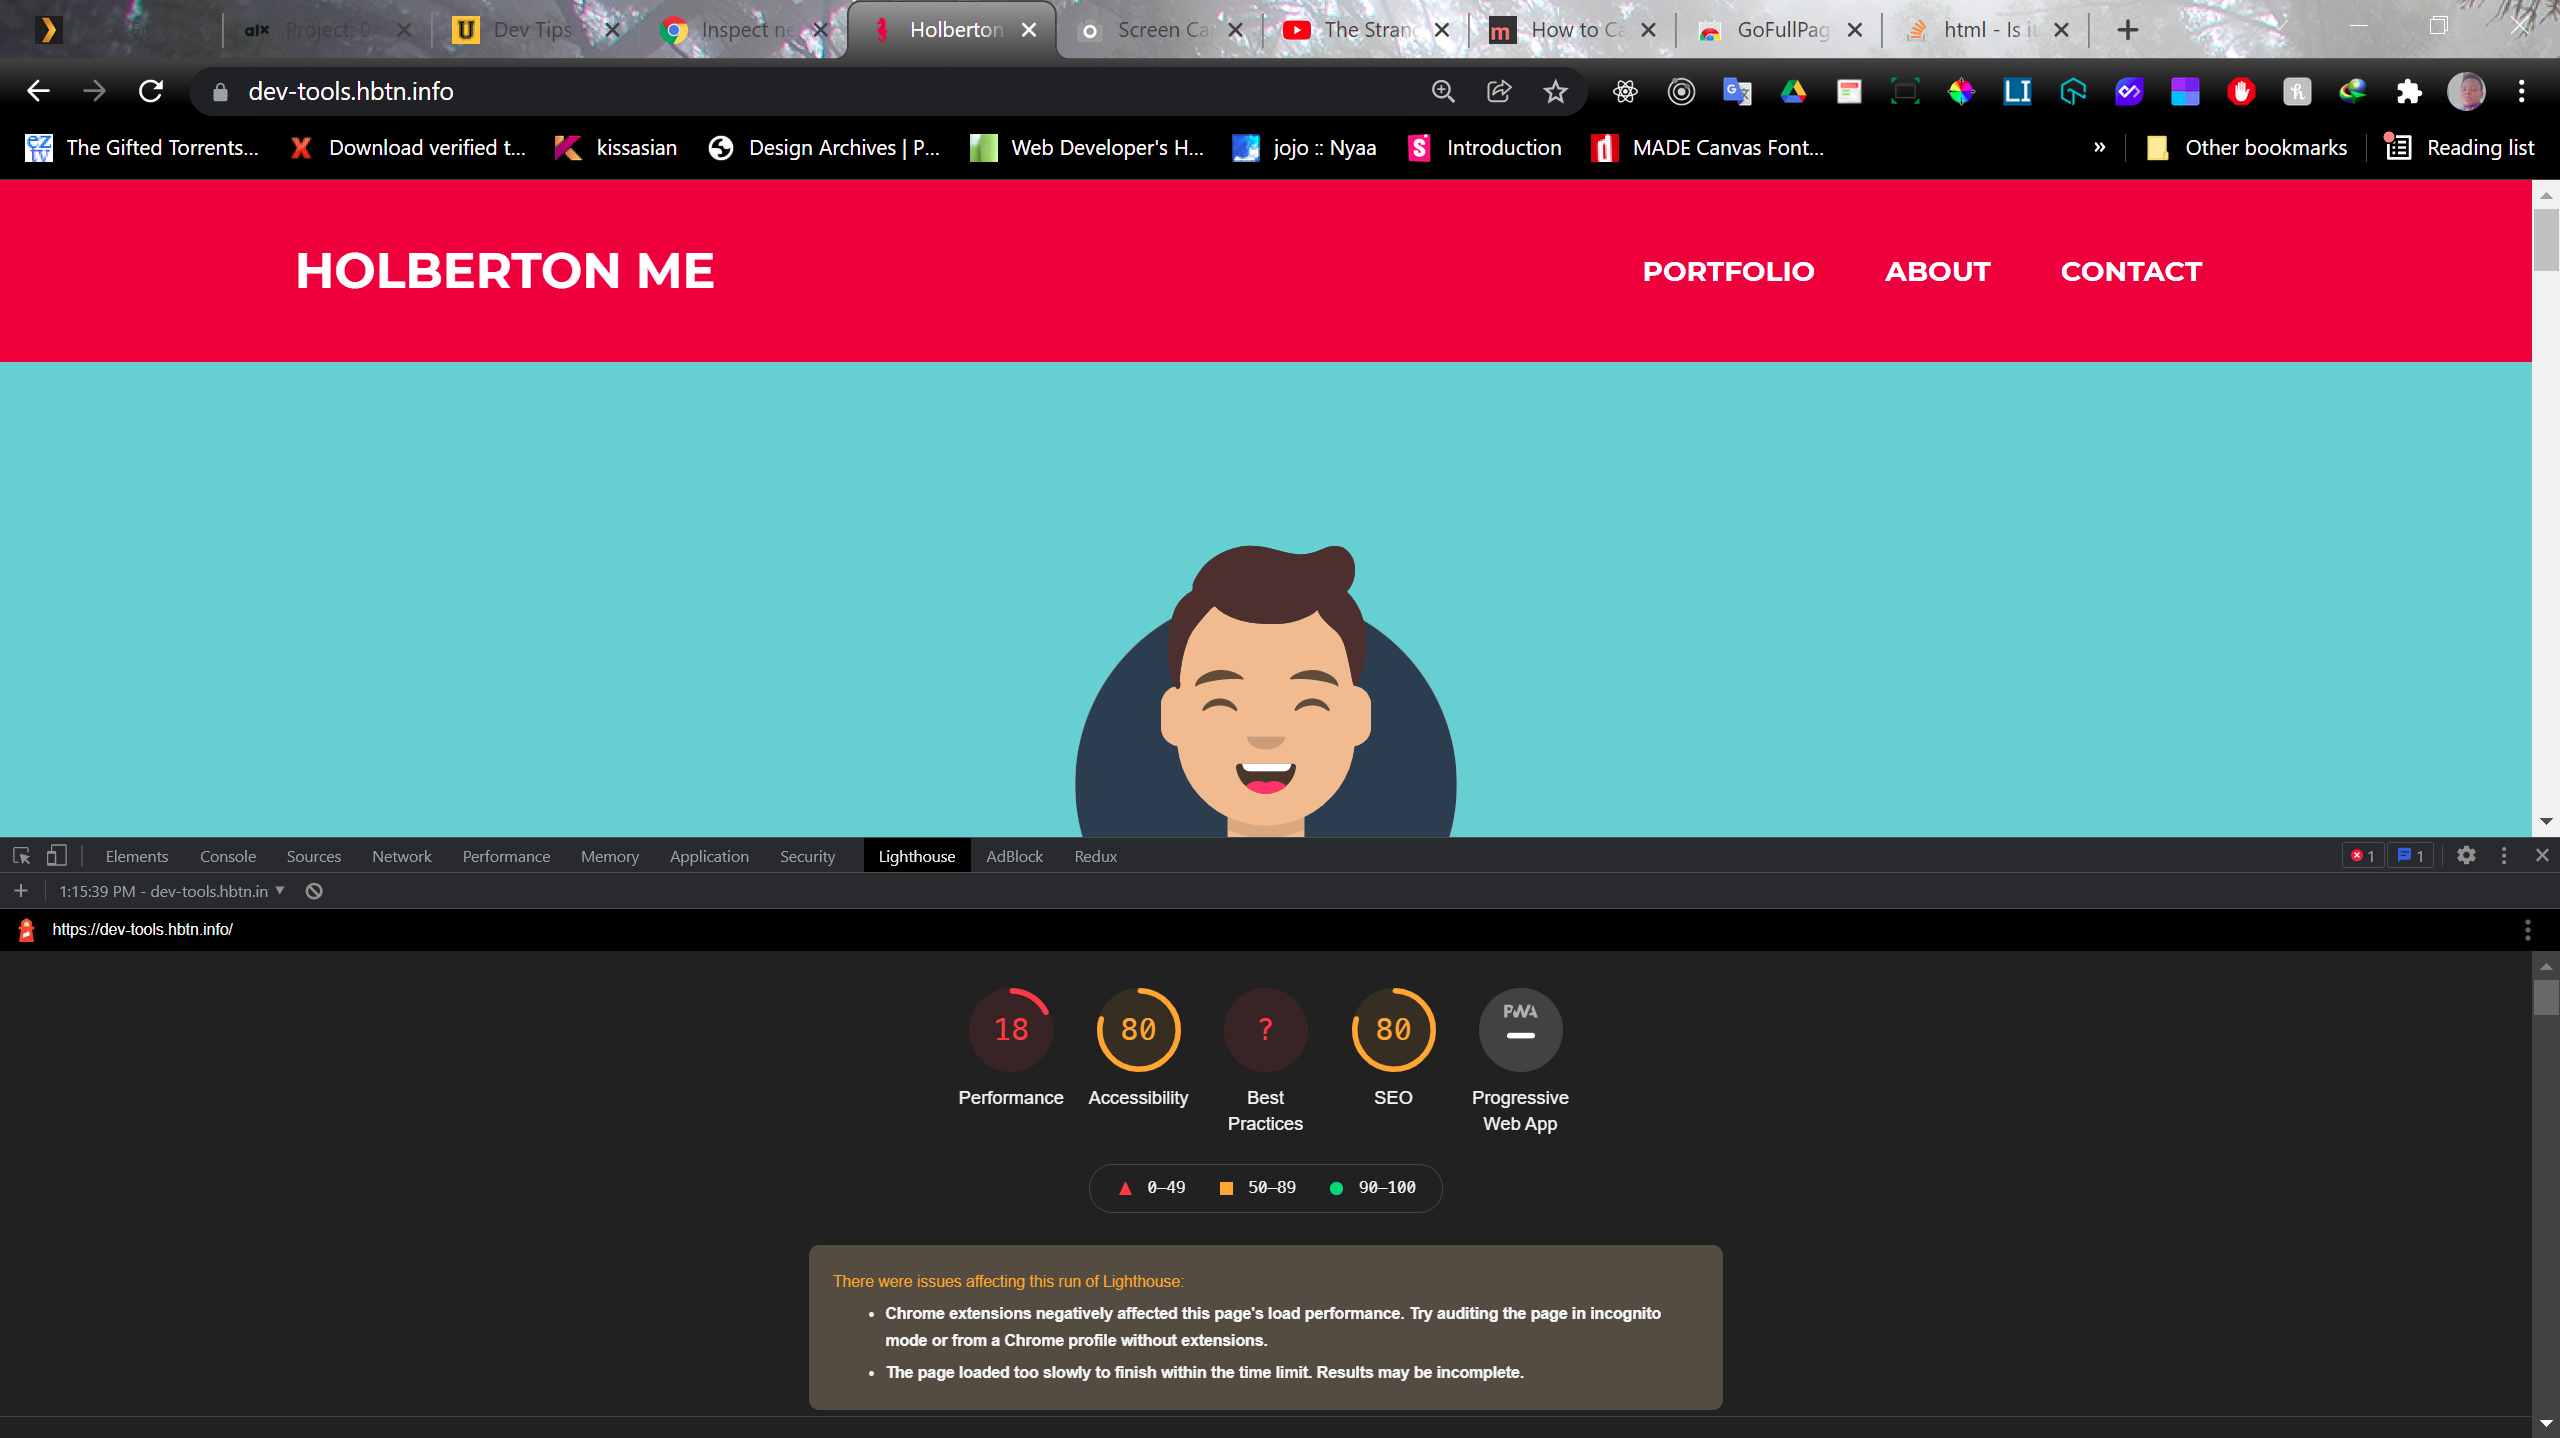 alx Project: 0
Dev Tips
Inspect ne
Holberton
Screen Ca
The Strang
How to Ca
GoFullPag
html - Is it
dev-tools.hbtn.info
The Gifted Torrents...
Download verified t...
kissasian
Design Archives | P...
Web Developer's H...
jojo :: Nyaa
Introduction
MADE Canvas Font...
»
Other bookmarks
Reading list
HOLBERTON ME
PORTFOLIO ABOUT CONTACT
Elements Console Sources Network Performance Memory Application Security Lighthouse AdBlock Redux 1 1
1:15:39 PM - dev-tools.hbtn.in
https://dev-tools.hbtn.info/
18 80 ? 80 PWA
Performance
Accessibility
Best
Practices
SEO
Progressive
Web App
0–49 50–89 90–100
There were issues affecting this run of Lighthouse:
• Chrome extensions negatively affected this page's load performance. Try auditing the page in incognito
mode or from a Chrome profile without extensions.
• The page loaded too slowly to finish within the time limit. Results may be incomplete.